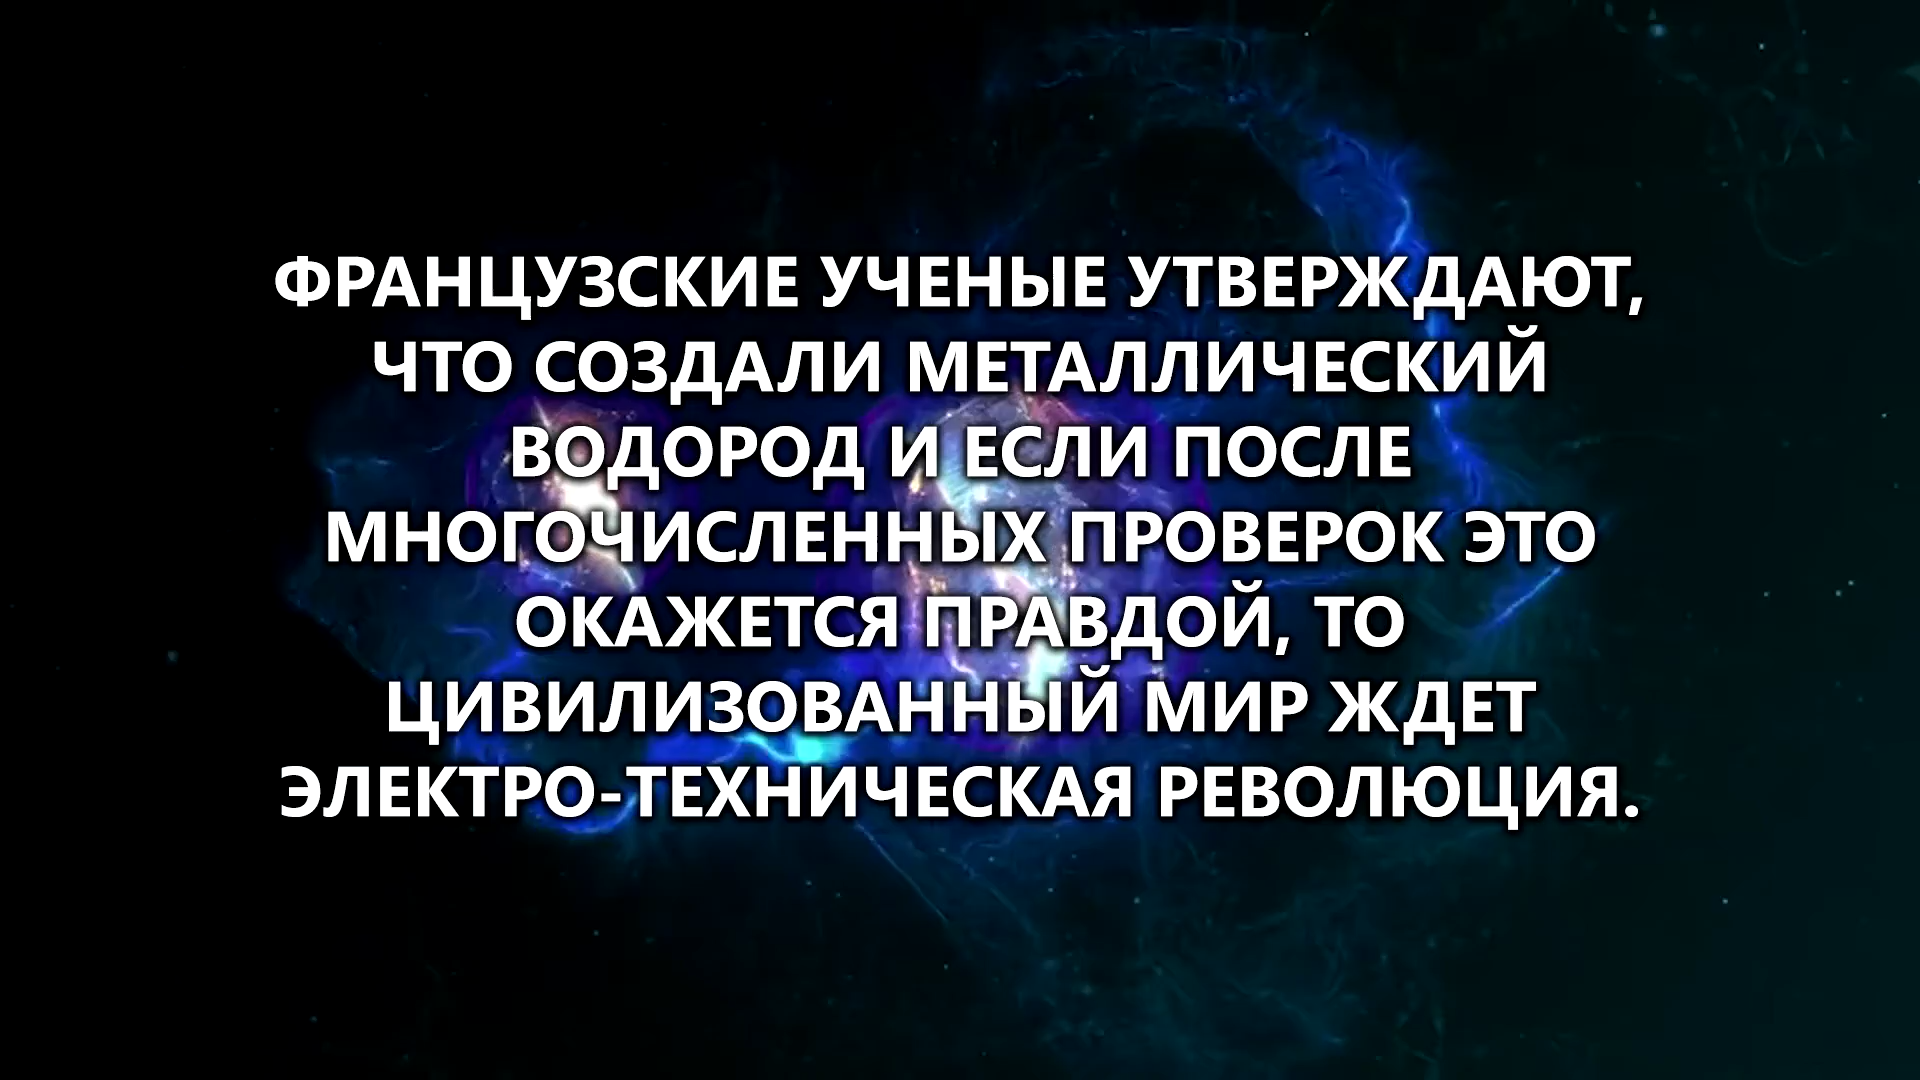 ФРАНЦУЗСКИЕ УЧЕНЫЕ УТВЕРЖДАЮТ,
ЧТО СОЗДАЛИ МЕТАЛЛИЧЕСКИЙ
ВОДОРОД И ЕСЛИ ПОСЛЕ
МНОГОЧИСЛЕННЫХ ПРОВЕРОК ЭТО
ОКАЖЕТСЯ ПРАВДОЙ, ТО
ЦИВИЛИЗОВАННЫЙ МИР ЖДЕТ
ЭЛЕКТРО-ТЕХНИЧЕСКАЯ РЕВОЛЮЦИЯ.